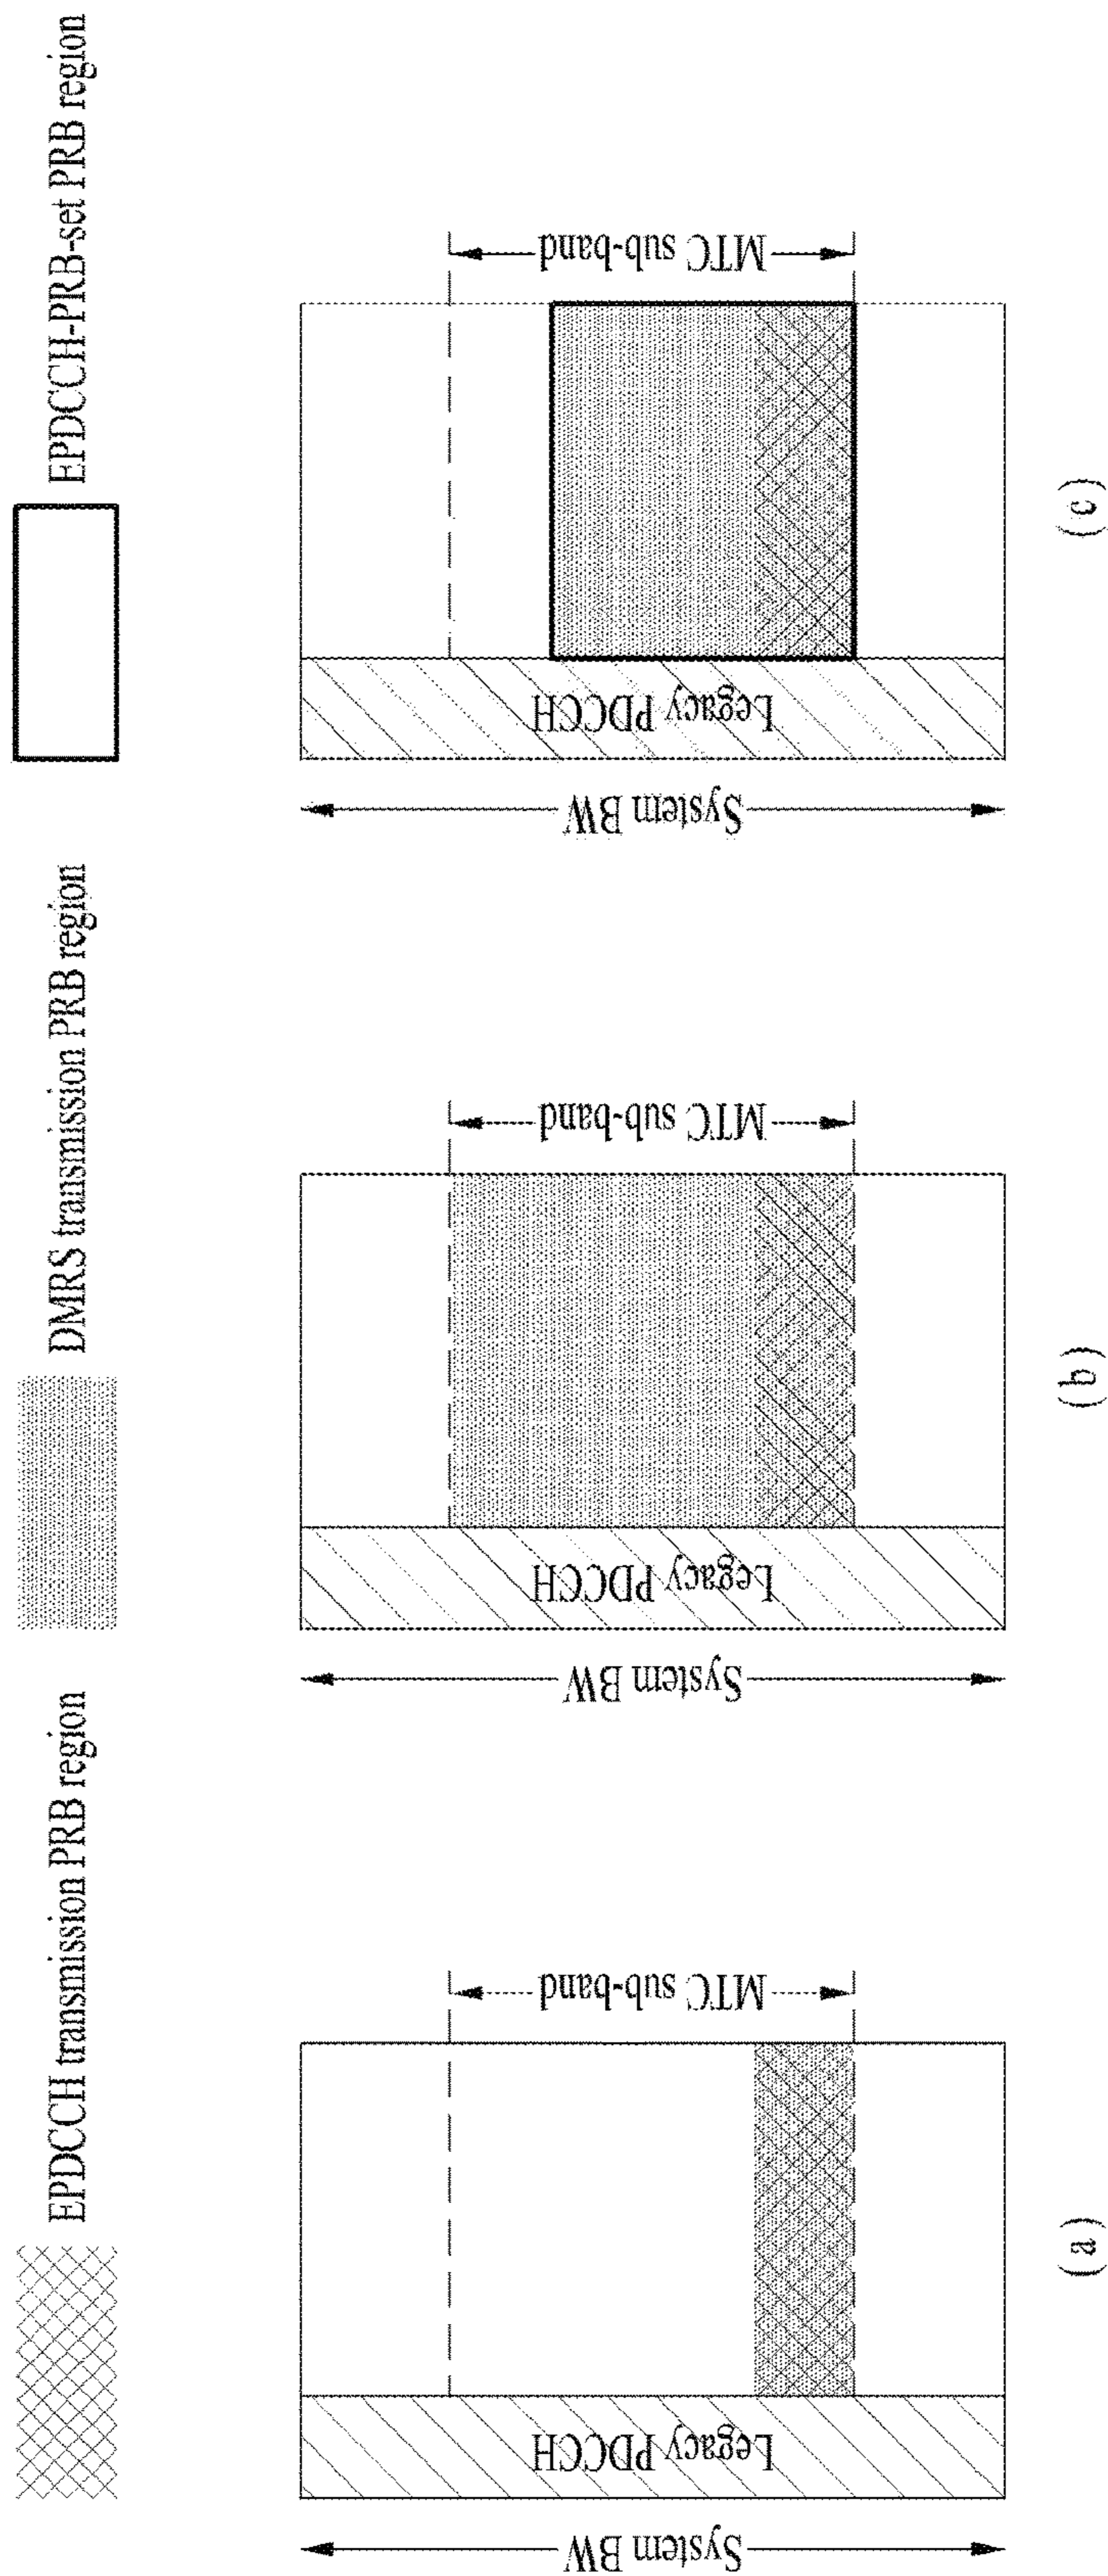 EPDCCH transmission PRB region
DMRS transmission PRB region
EPDCCH-PRB-set PRB region
System BW
Legacy PDCCH
MTC sub-band
(a)
System BW
Legacy PDCCH
MTC sub-band
(b)
System BW
Legacy PDCCH
MTC sub-band
(c)